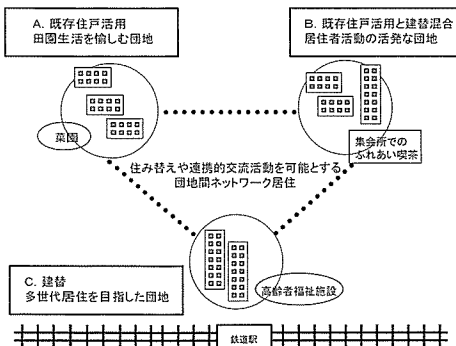 A. 既存住戸活用
田園生活を愉しむ団地
B. 既存住戸活用と建替混合
居住者活動の活発な団地
菜園
集会所での
ふれあい喫茶
住み替えや連携的交流活動を可能とする
団地間ネットワーク居住
C. 建替
多世代居住を目指した団地
高齢者福祉施設
鉄道駅